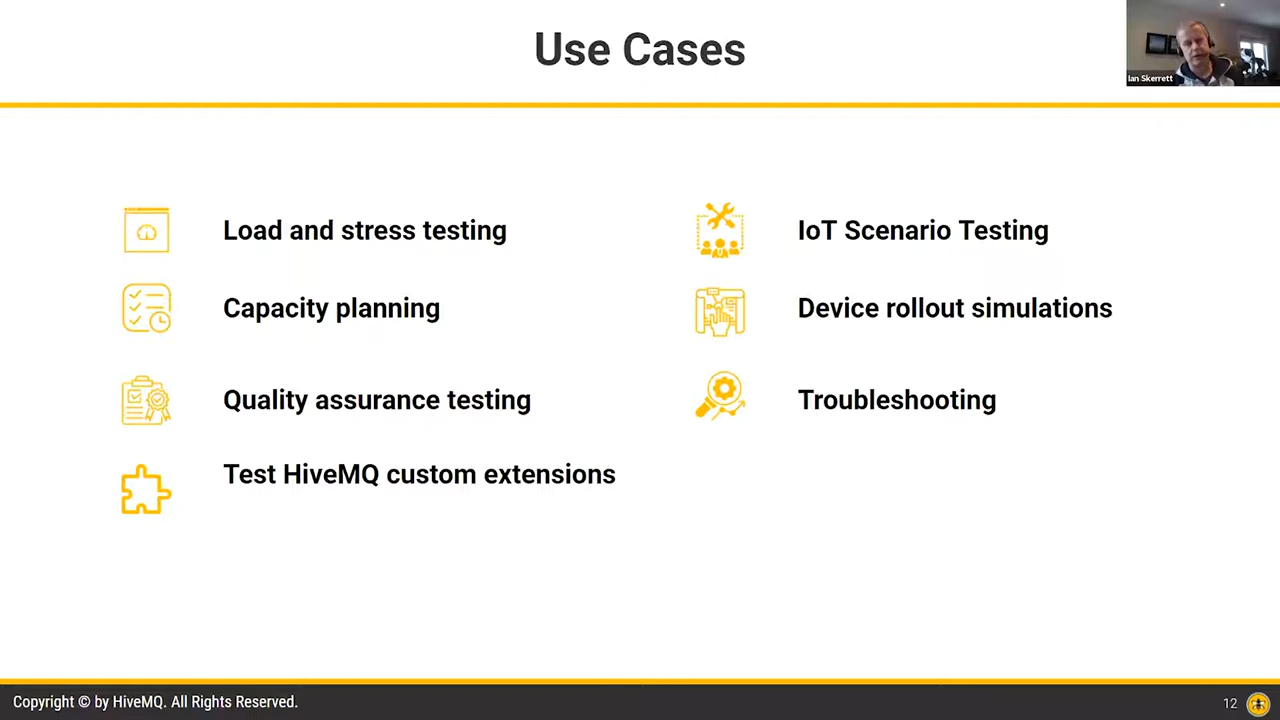 Use Cases
Ian Skerrett
Load and stress testing
Capacity planning
Quality assurance testing
Test HiveMQ custom extensions
IoT Scenario Testing
Device rollout simulations
Troubleshooting
Copyright © by HiveMQ. All Rights Reserved.
12